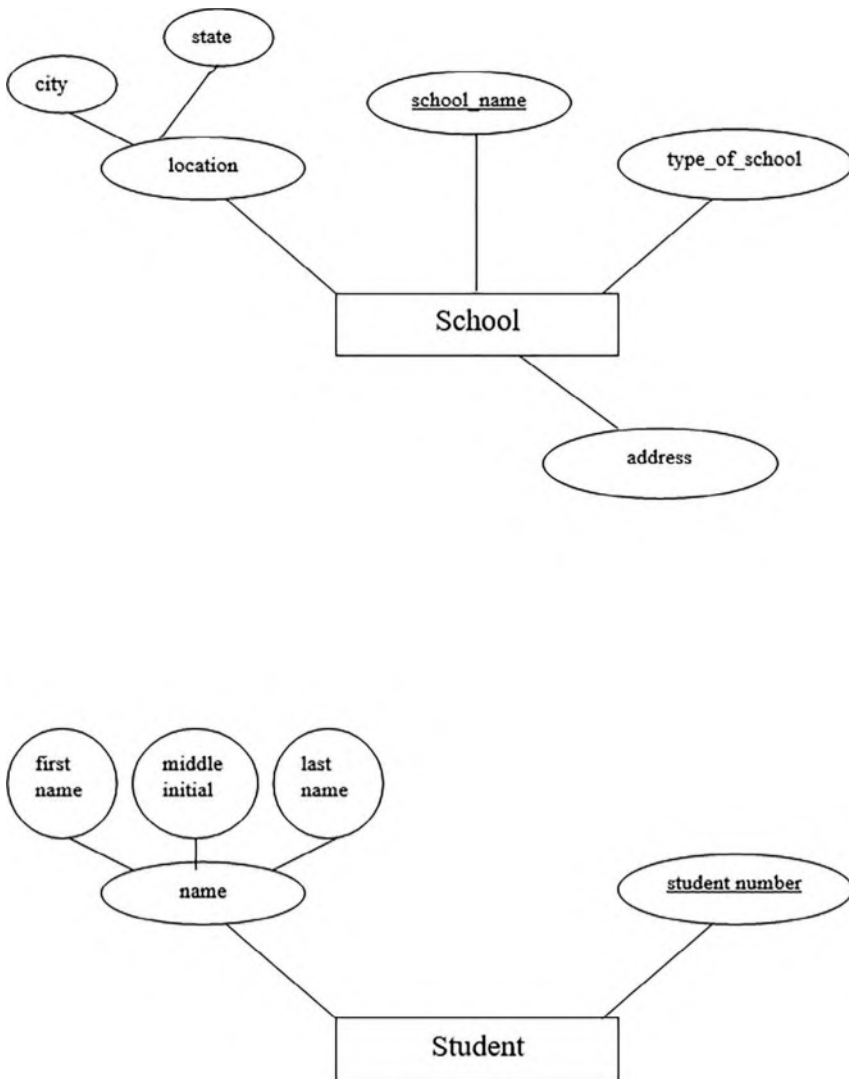 state
city
school_name
location
type_of_school
School
address
first
name
middle
initial
last
name
name
student number
Student